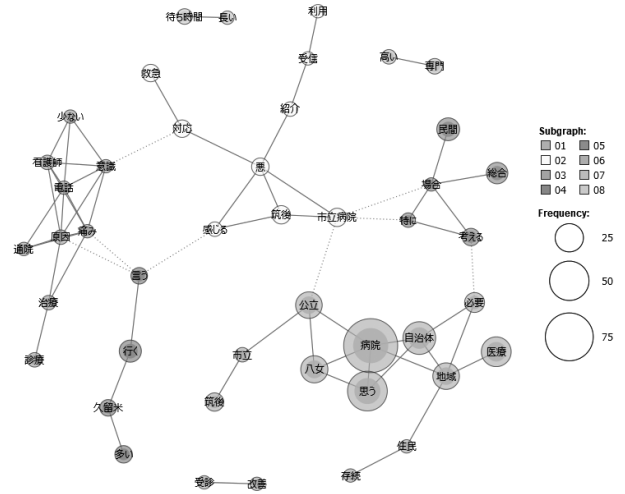 利用
待ち時間
長い
受信
高い
専門
救急
紹介
少ない
対応
民間
看護師
意識
悪
総合
電話
場合
感じる
筑後
市立病院
特に
原因
痛み
考える
通院
言う
治療
公立
必要
病院
自治体
診療
行く
市立
医療
八女
地域
思う
久留米
筑後
住民
多い
存続
受診
改善
Subgraph:
01
05
02
06
03
07
04
08
Frequency:
25
50
75